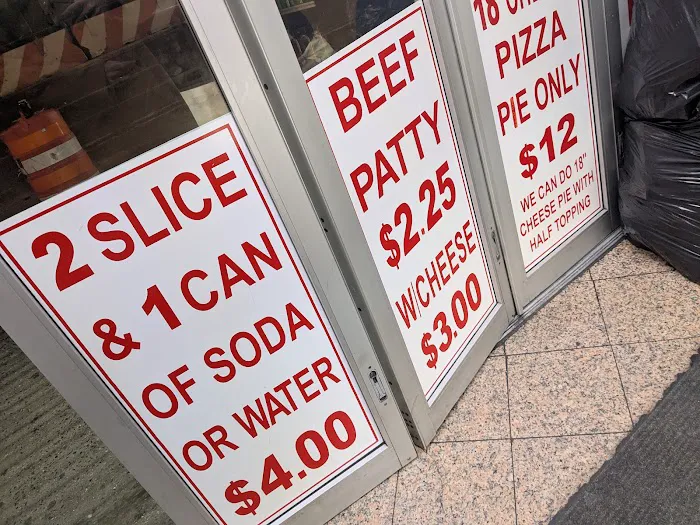 2 SLICE
& 1 CAN
OF SODA
OR WATER
$4.00
BEEF
PATTY
$2.25
W/CHEESE
$3.00
PIZZA
PIE ONLY
$12
WE CAN DO 18"
CHEESE PIE WITH
HALF TOPPING